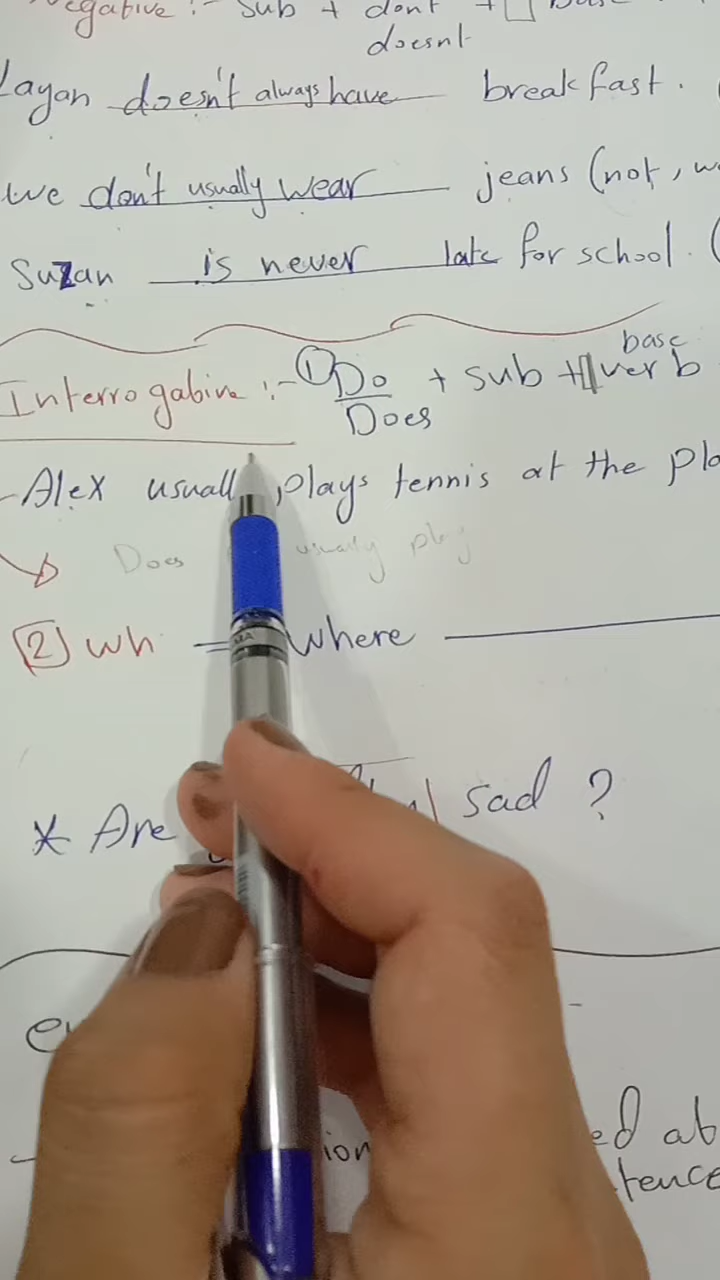 egative :- sub + don't +
doesn't
Layan doesn't always have breakfast.
we don't usually wear jeans (not, w
Suzan is never late for school. (
base
Interrogative :- ① Do + sub + verb
Does
- Alex usuall plays tennis at the pla
Does usually play
2 wh where
* Are sad ?
ion ed ab
tence